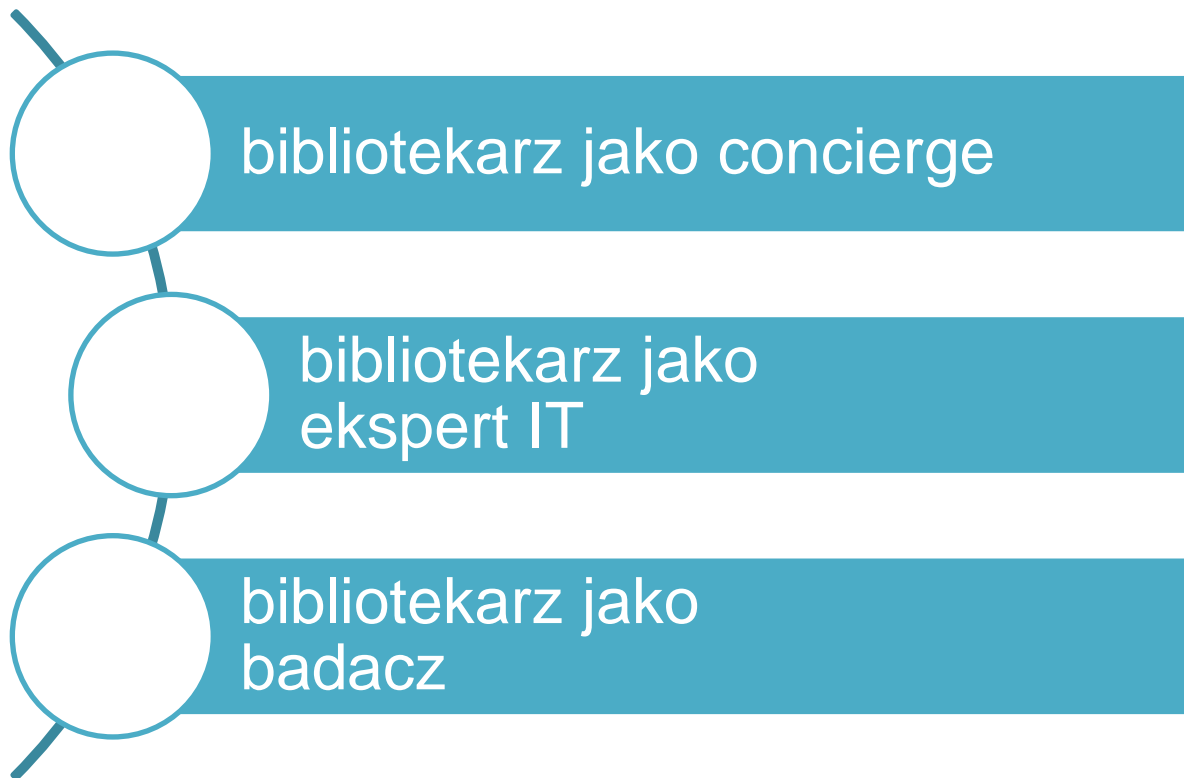 bibliotekarz jako concierge
bibliotekarz jako
ekspert IT
bibliotekarz jako
badacz